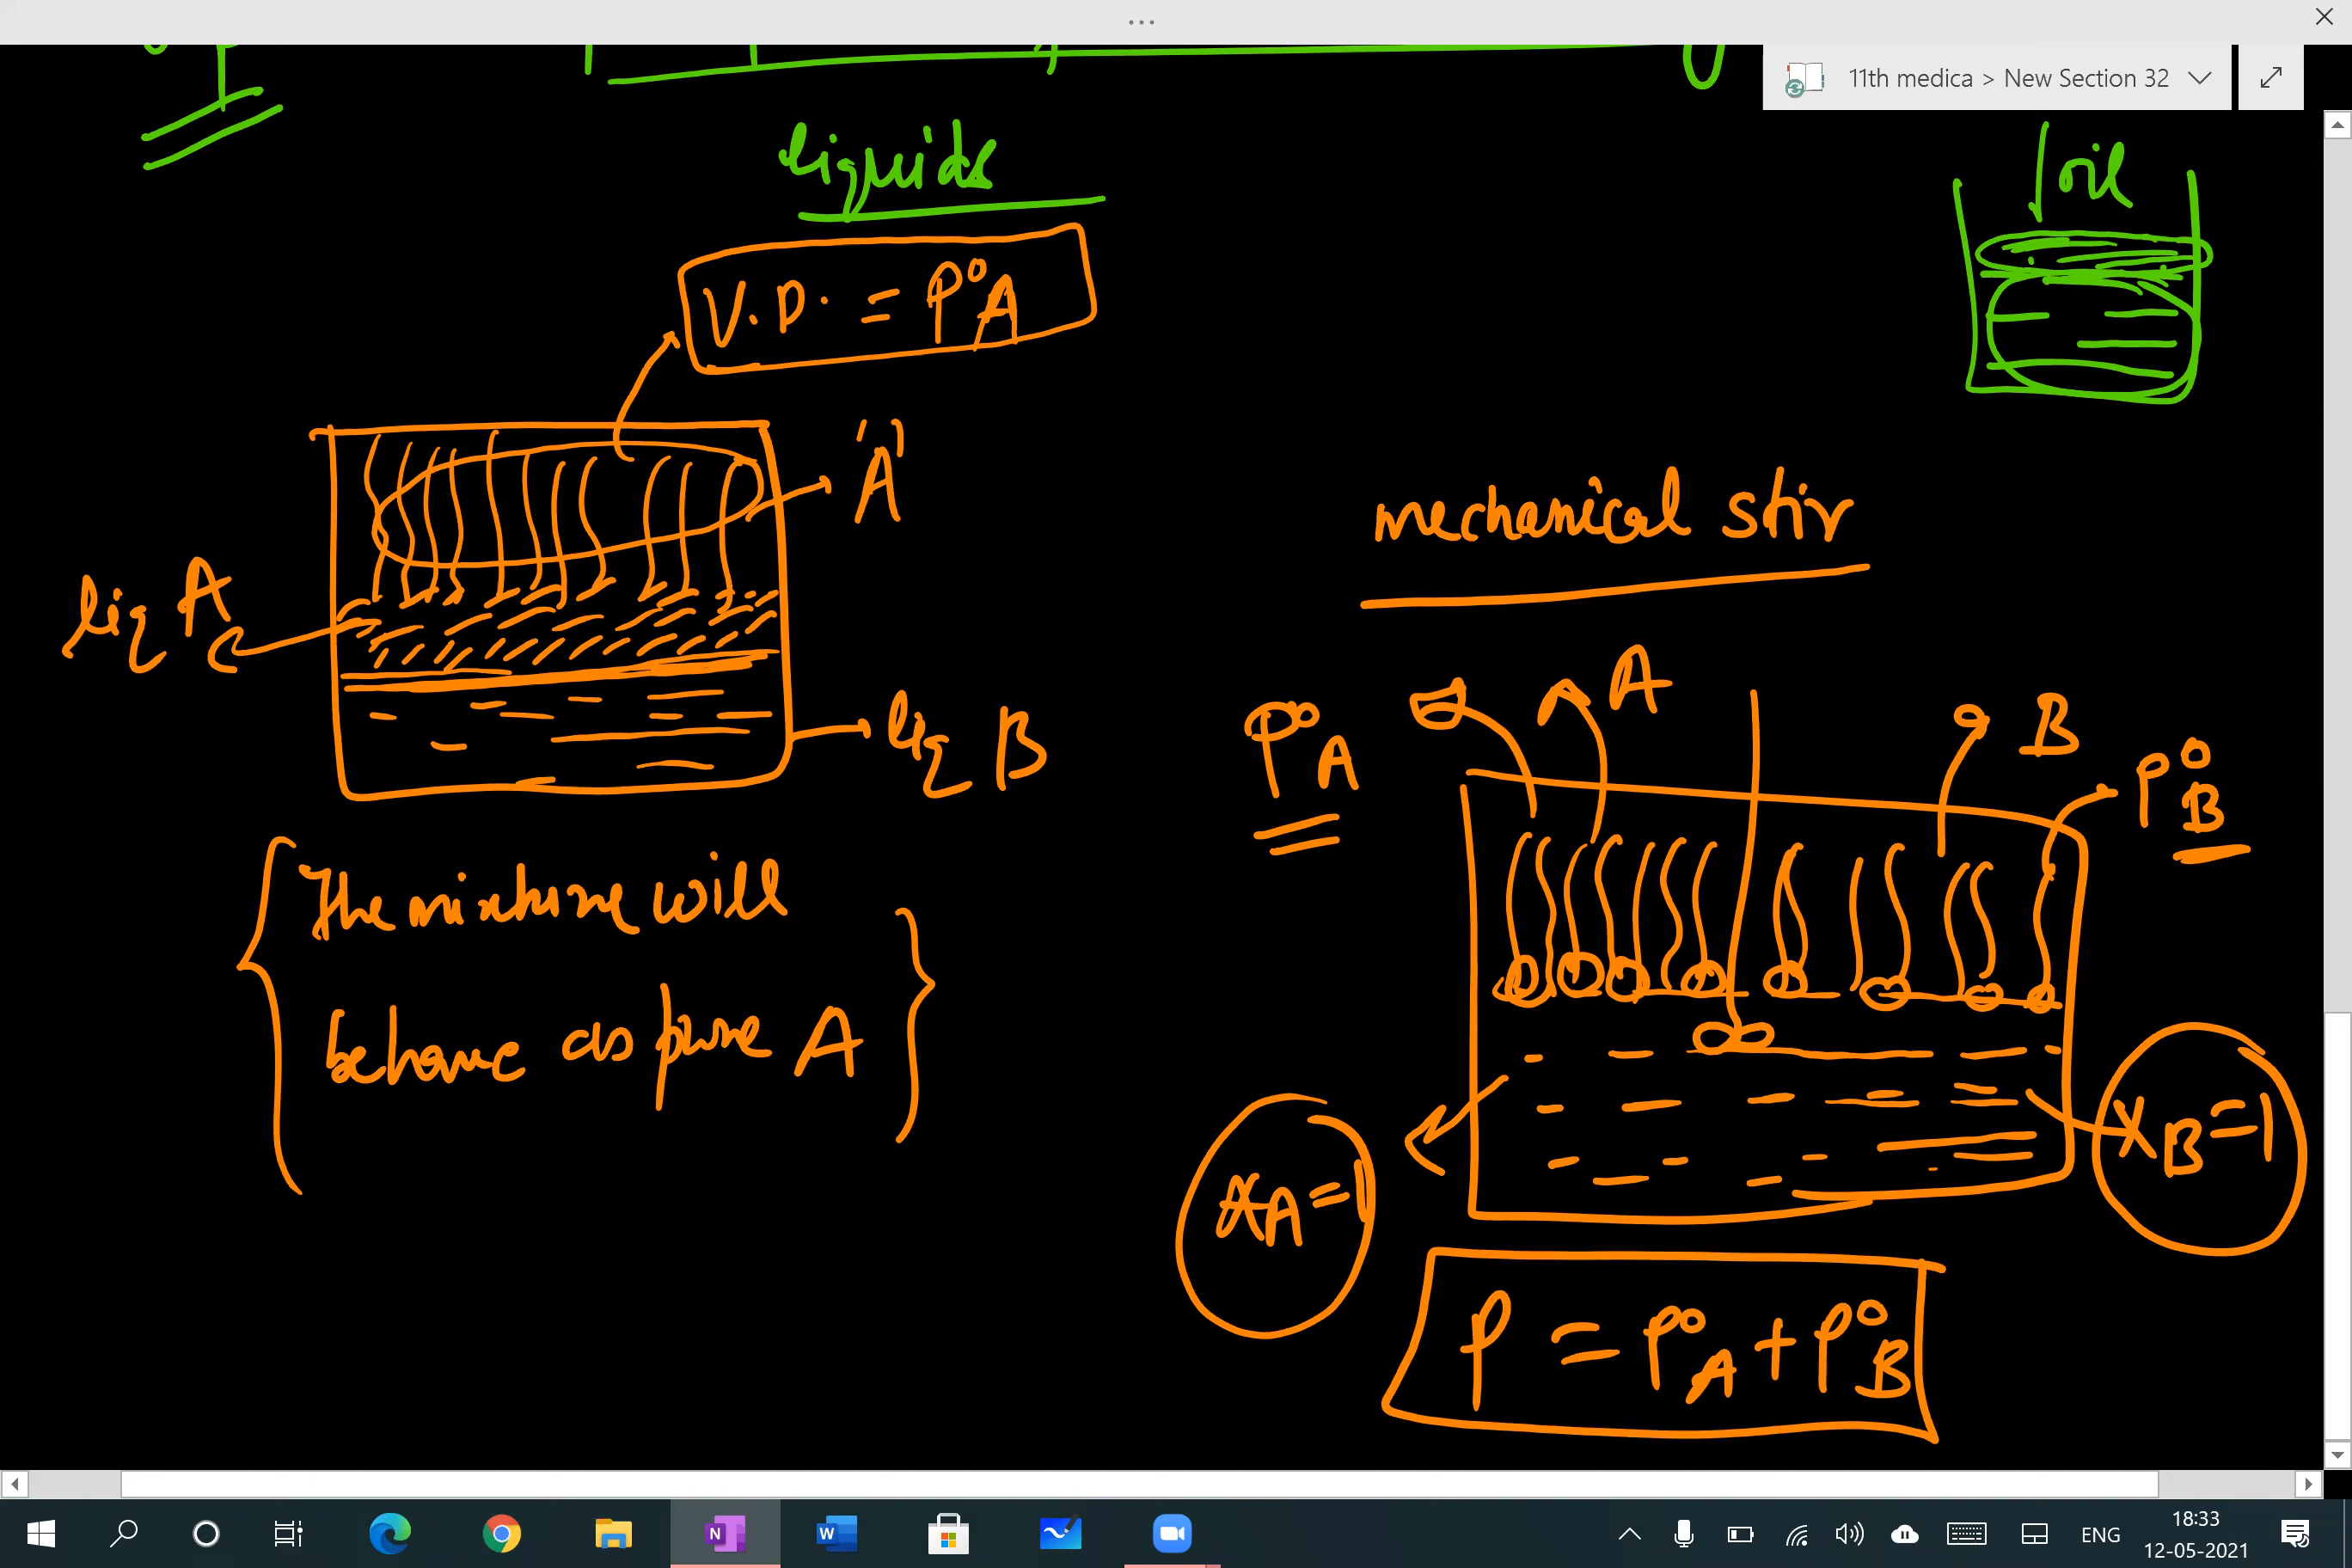 11th medica > New Section 32
liquids
oil
V.P. = P°A
"A"
liq A
mechanical stir
liq B
P°A
A
B
P°B
The mixture will
behave as pure A
XA=1
XB=1
P = P°A + P°B
ENG
18:33
12-05-2021